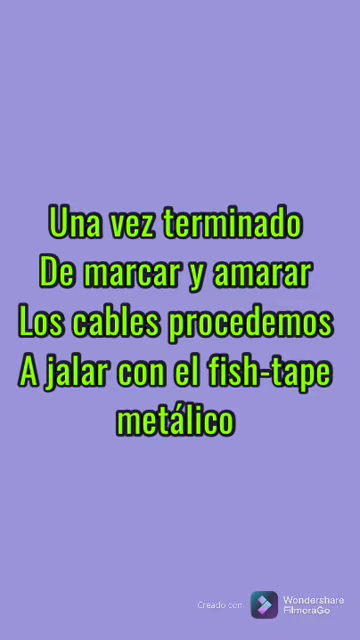 Una vez terminado
De marcar y amarar
Los cables procedemos
A jalar con el fish-tape
metálico
Creado con
Wondershare
FilmoraGo